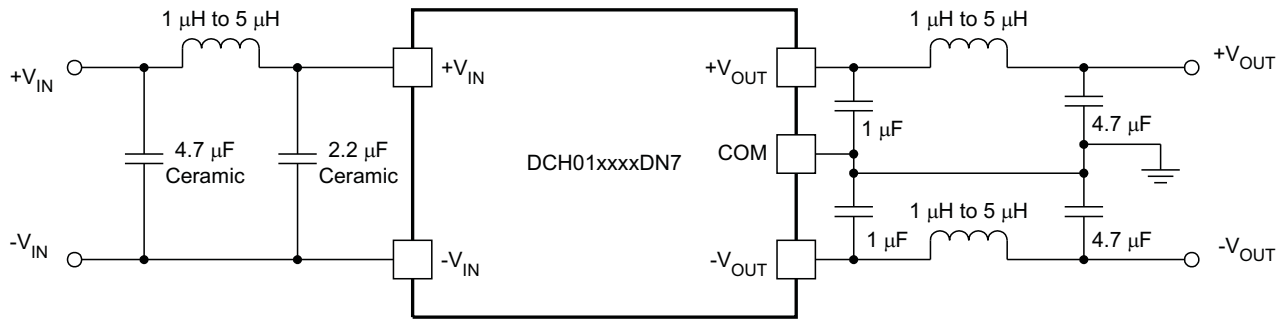 1 μH to 5 μH
1 μH to 5 μH
+VIN
+VIN
+VOUT
+VOUT
4.7 μF
Ceramic
2.2 μF
Ceramic
1 μF
4.7 μF
COM
DCH01xxxxDN7
1 μH to 5 μH
1 μF
4.7 μF
-VIN
-VIN
-VOUT
-VOUT